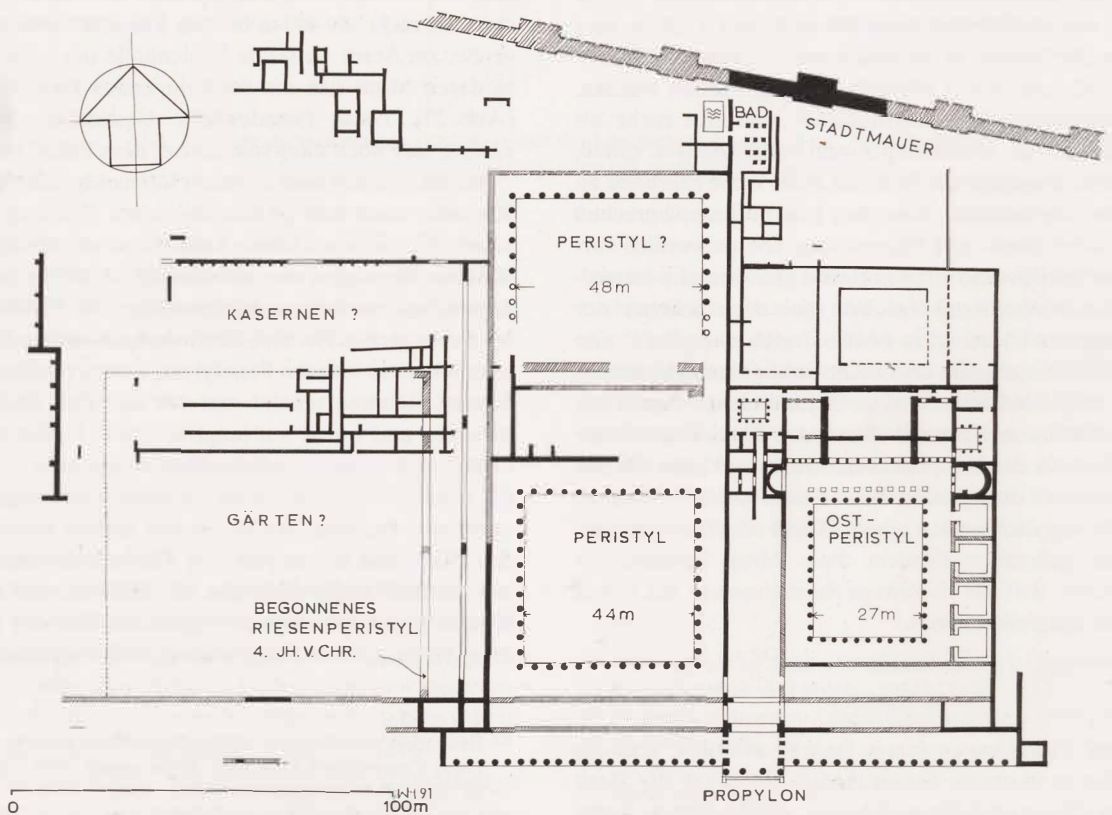 BAD
STADTMAUER
PERISTYL ?
48m
KASERNEN ?
GÄRTEN ?
PERISTYL
44m
OST-
PERISTYL
27m
BEGONNENES
RIESENPERISTYL
4. JH. V. CHR.
PROPYLON
0
100m